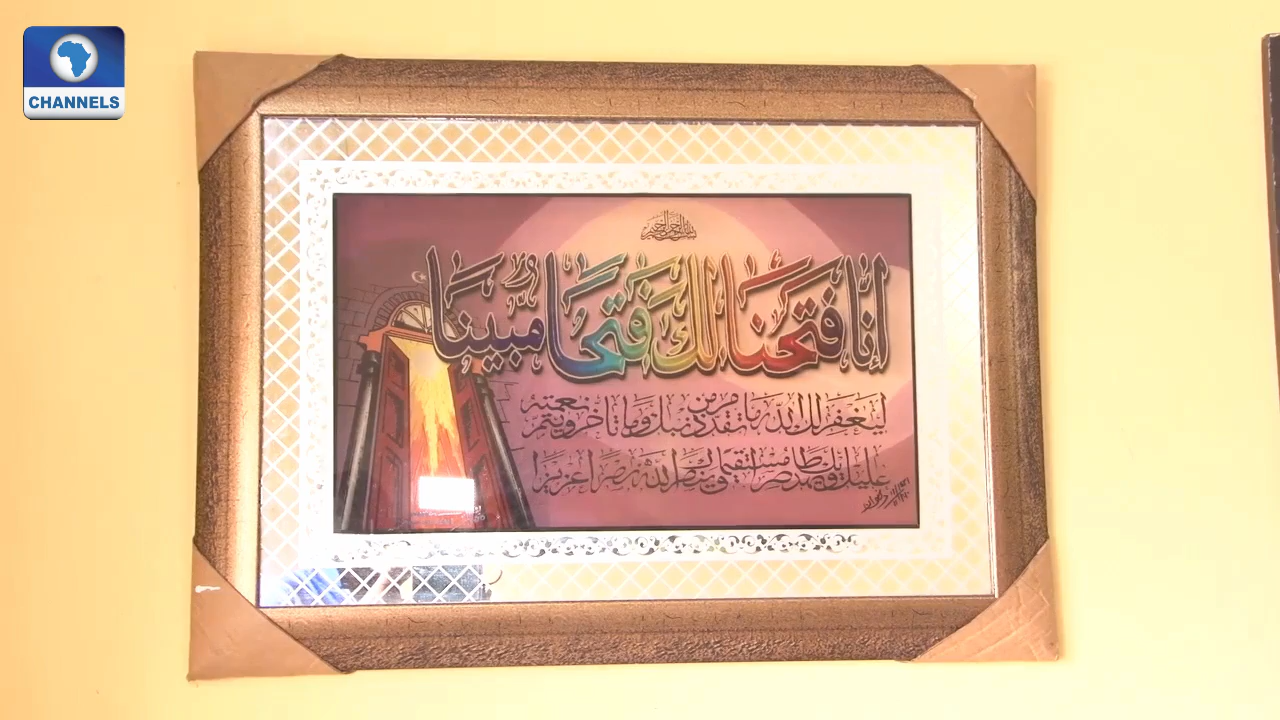 CHANNELS
بسم الله الرحمن الرحيم
إنا فتحنا لك فتحا مبينا
ليغفر لك الله ما تقدم من ذنبك وما تأخر ويتم نعمته
عليك ويهديك صراطا مستقيما وينصرك الله نصرا عزيزا